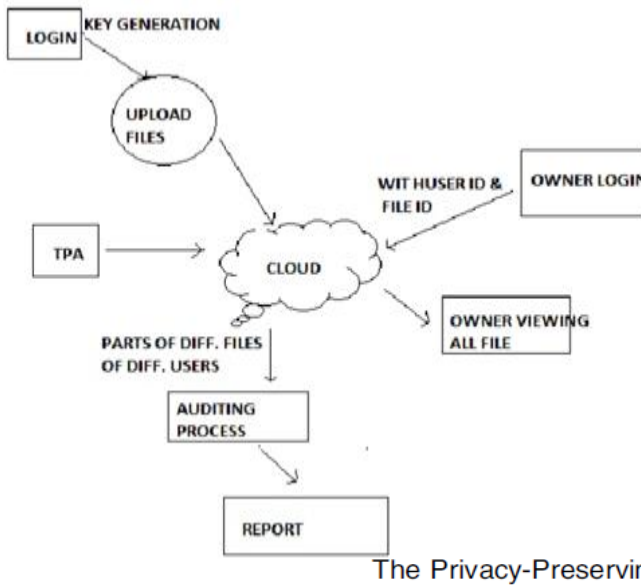 LOGIN
KEY GENERATION
UPLOAD
FILES
WIT HUSER ID &
FILE ID
OWNER LOGIN
TPA
CLOUD
OWNER VIEWING
ALL FILE
PARTS OF DIFF. FILES
OF DIFF. USERS
AUDITING
PROCESS
REPORT
The Privacy-Preservin